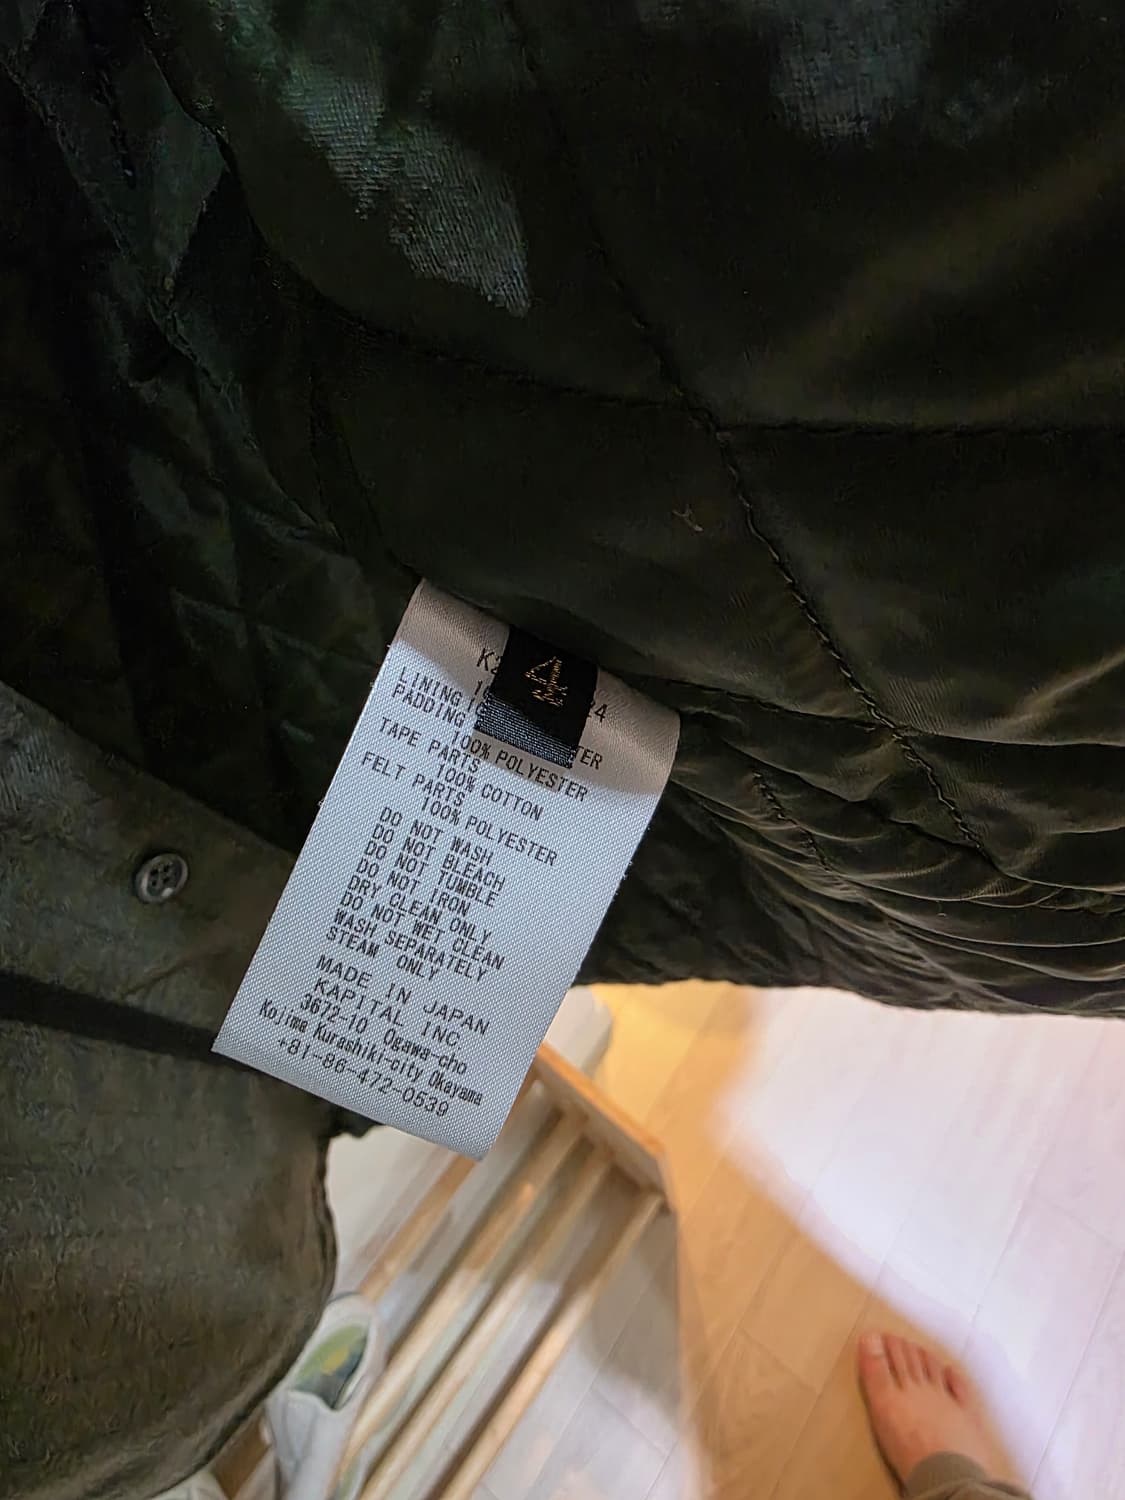 LINING
PADDING
100% POLYESTER
TAPE PARTS
100% COTTON
FELT PARTS
PARTS
100% POLYESTER
DO NOT WASH
DO NOT BLEACH
DO NOT TUMBLE
DO NOT IRON
DRY CLEAN ONLY
DO NOT WET CLEAN
WASH SEPARATELY
STEAM ONLY
MADE IN JAPAN
KAPITAL INC
3672-10 Ogawa-cho
Kojima Kurashiki-city Okayama
+81-86-472-0539